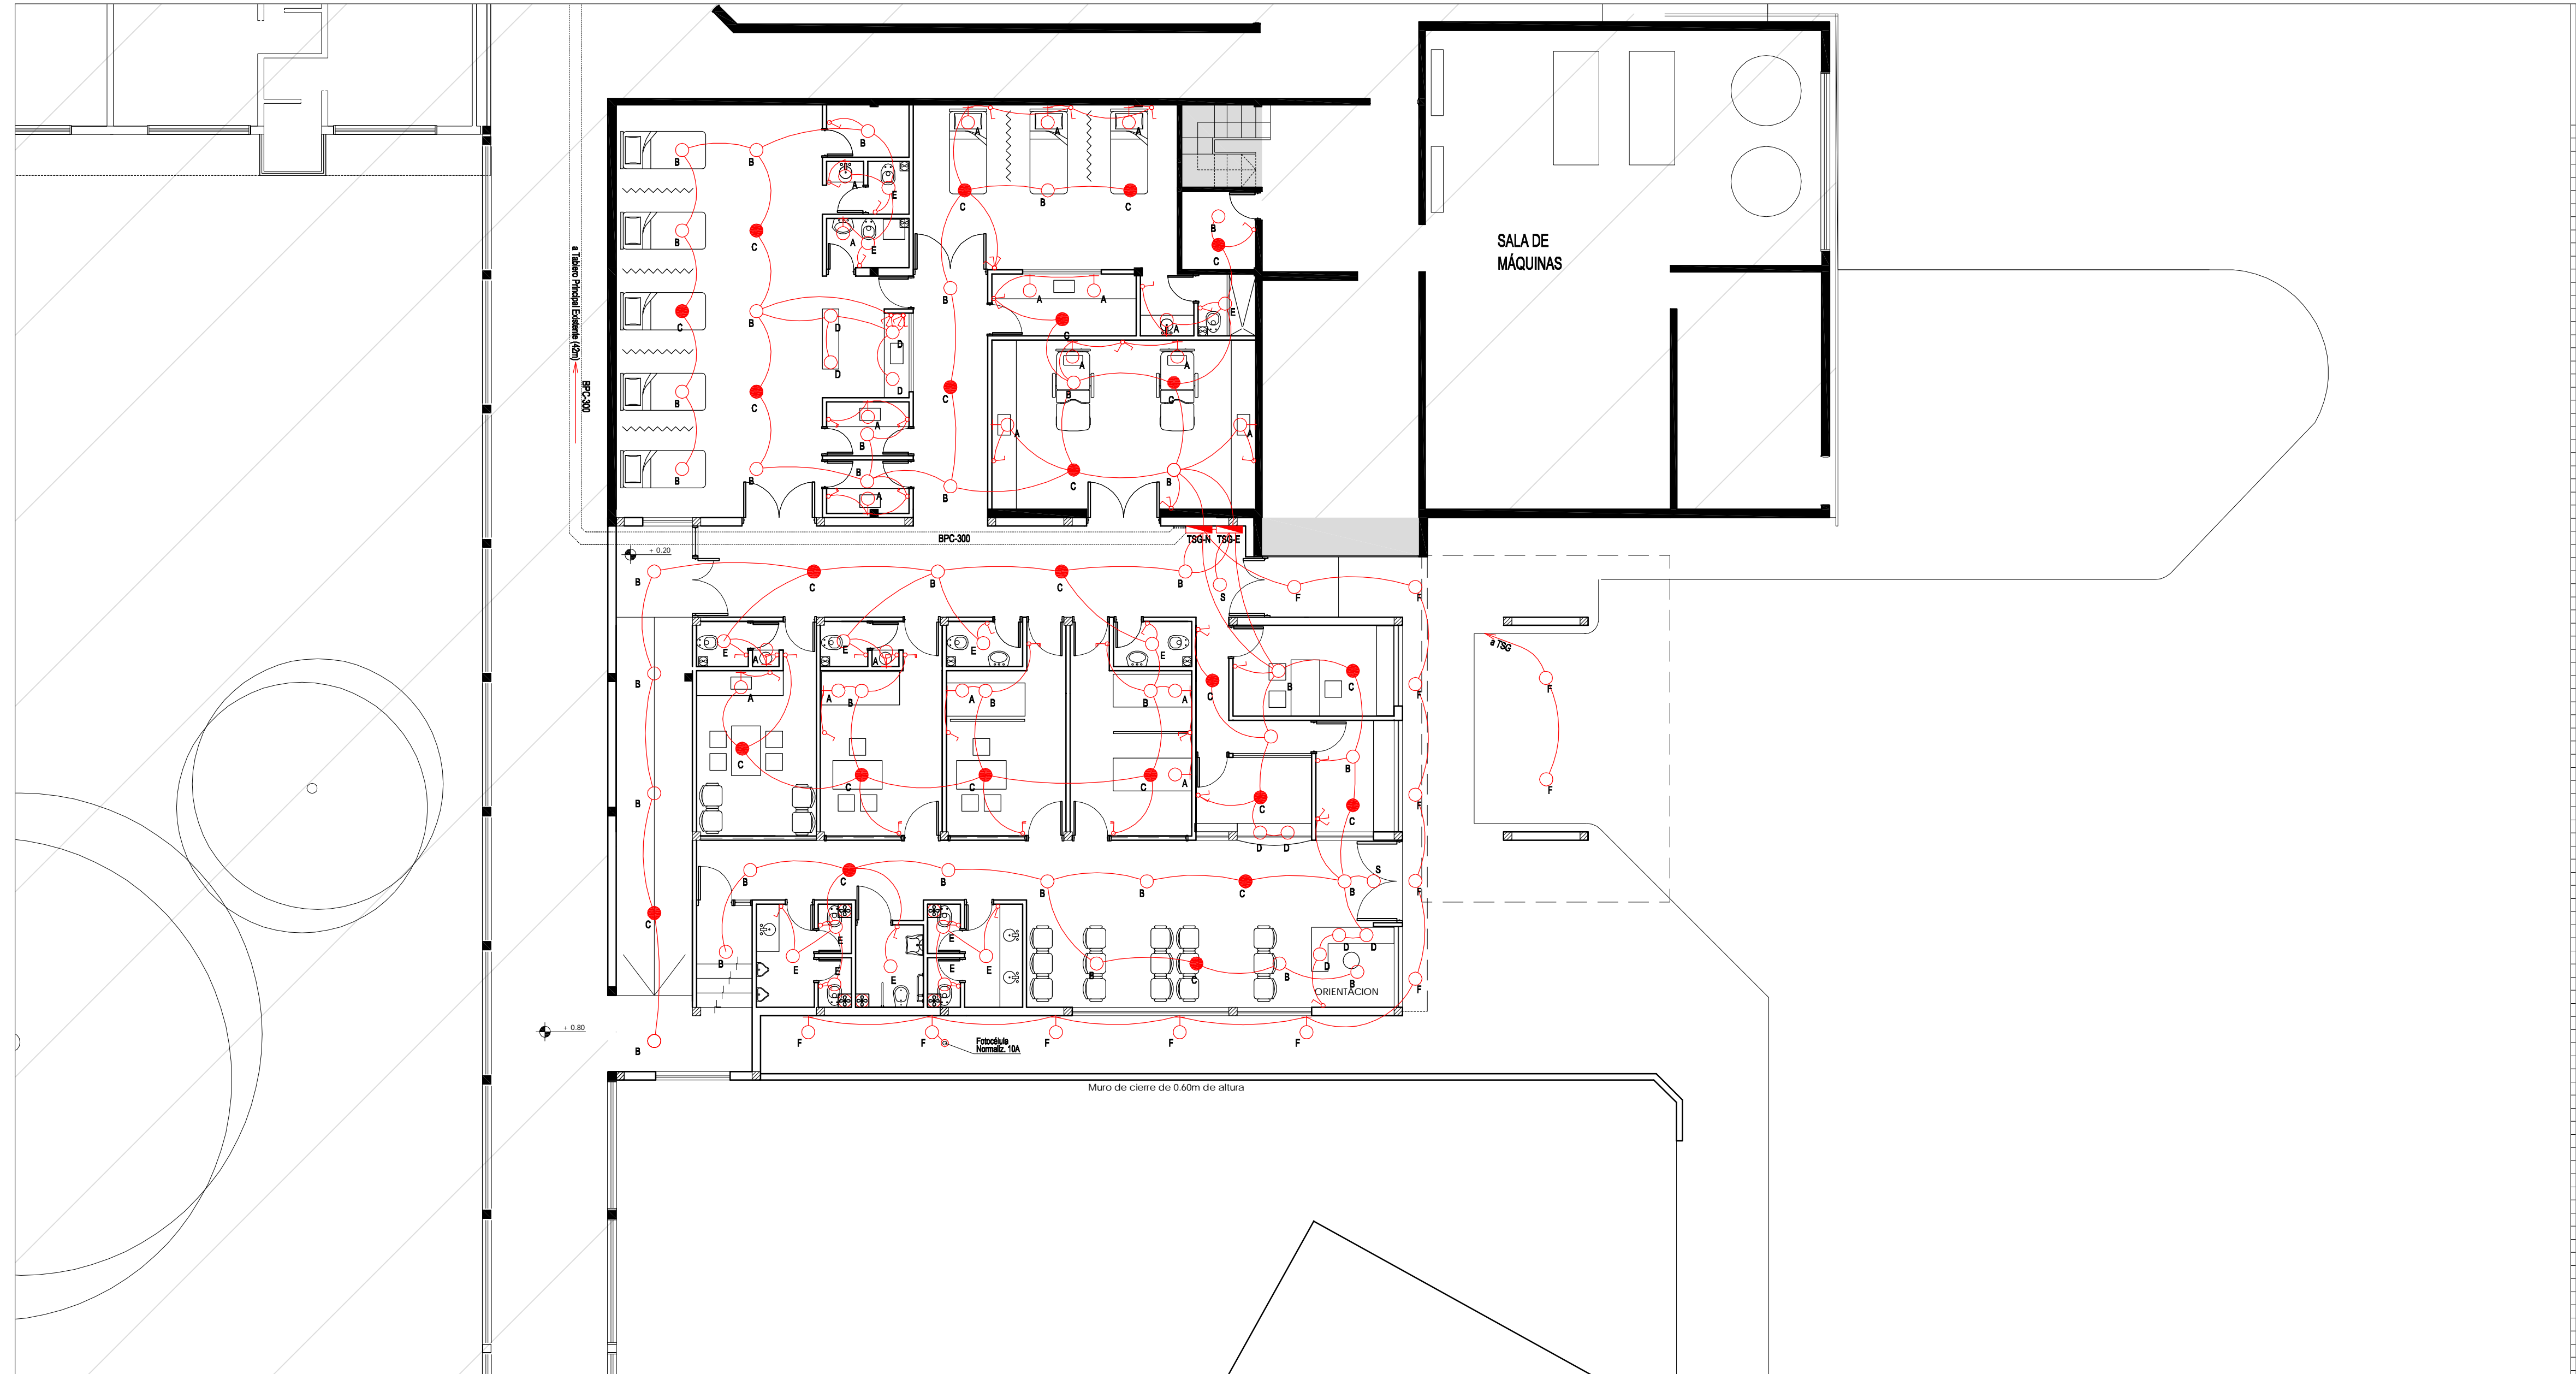 A
A
A
B
B
B
A
E
C
B
C
B
SALA DE
MÁQUINAS
B
C
A
E
C
a Tablero Principal Existente (42m)
B
A
A
E
C
B
D
A
C
D
A
A
D
BPC-300
B
C
D
C
B
C
A
B
A
A
B
B
B
A
B
C
B
BPC-300
TSG-N
TSG-E
+ 0.20
B
C
B
C
B
S
F
F
E
A
E
A
E
E
a TSG
B
A
A
B
A
B
B
A
C
B
C
F
F
C
C
C
C
A
B
B
C
C
F
F
D
D
B
C
B
B
B
C
B
S
F
C
E
E
D
D
B
E
E
E
E
E
B
C
B
D
B
ORIENTACION
F
+ 0.80
B
F
F
Fotocélula
Normaliz. 10A
F
F
F
Muro de cierre de 0.60m de altura